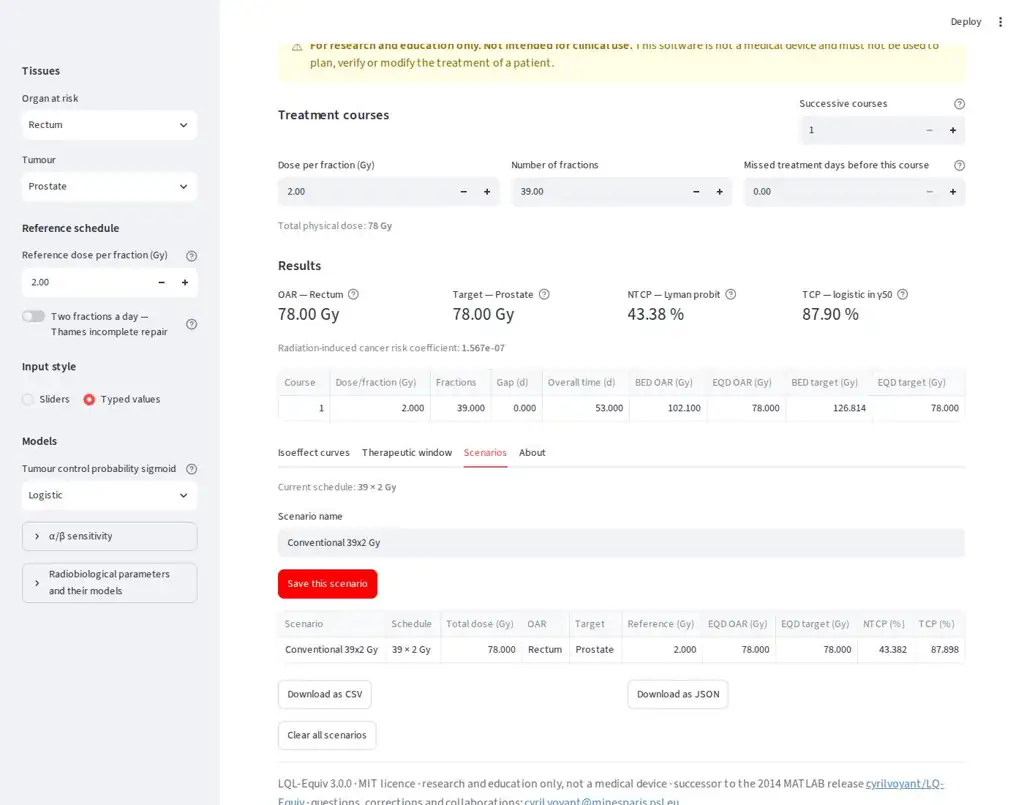 Deploy
Tissues
Organ at risk
Rectum
Tumour
Prostate
Reference schedule
Reference dose per fraction (Gy)
2.00
Two fractions a day —
Thames incomplete repair
Input style
Sliders Typed values
Models
Tumour control probability sigmoid
Logistic
α/β sensitivity
Radiobiological parameters
and their models
For research and education only. Not intended for clinical use. This software is not a medical device and must not be used to
plan, verify or modify the treatment of a patient.
Treatment courses
Successive courses
1
Dose per fraction (Gy) Number of fractions Missed treatment days before this course
2.00 39.00 0.00
Total physical dose: 78 Gy
Results
OAR — Rectum Target — Prostate NTCP — Lyman probit TCP — logistic in γ50
78.00 Gy 78.00 Gy 43.38 % 87.90 %
Radiation-induced cancer risk coefficient: 1.567e-07
Course Dose/fraction (Gy) Fractions Gap (d) Overall time (d) BED OAR (Gy) EQD OAR (Gy) BED target (Gy) EQD target (Gy)
1 2.000 39.000 0.000 53.000 102.100 78.000 126.814 78.000
Isoeffect curves Therapeutic window Scenarios About
Current schedule: 39 × 2 Gy
Scenario name
Conventional 39x2 Gy
Save this scenario
Scenario Schedule Total dose (Gy) OAR Target Reference (Gy) EQD OAR (Gy) EQD target (Gy) NTCP (%) TCP (%)
Conventional 39x2 Gy 39 × 2 Gy 78.000 Rectum Prostate 2.000 78.000 78.000 43.382 87.898
Download as CSV Download as JSON
Clear all scenarios
LQL-Equiv 3.0.0 · MIT licence · research and education only, not a medical device · successor to the 2014 MATLAB release cyrilvoyant/LQ-
Equiv · questions, corrections and collaborations: cyril.voyant@minesparis.psl.eu